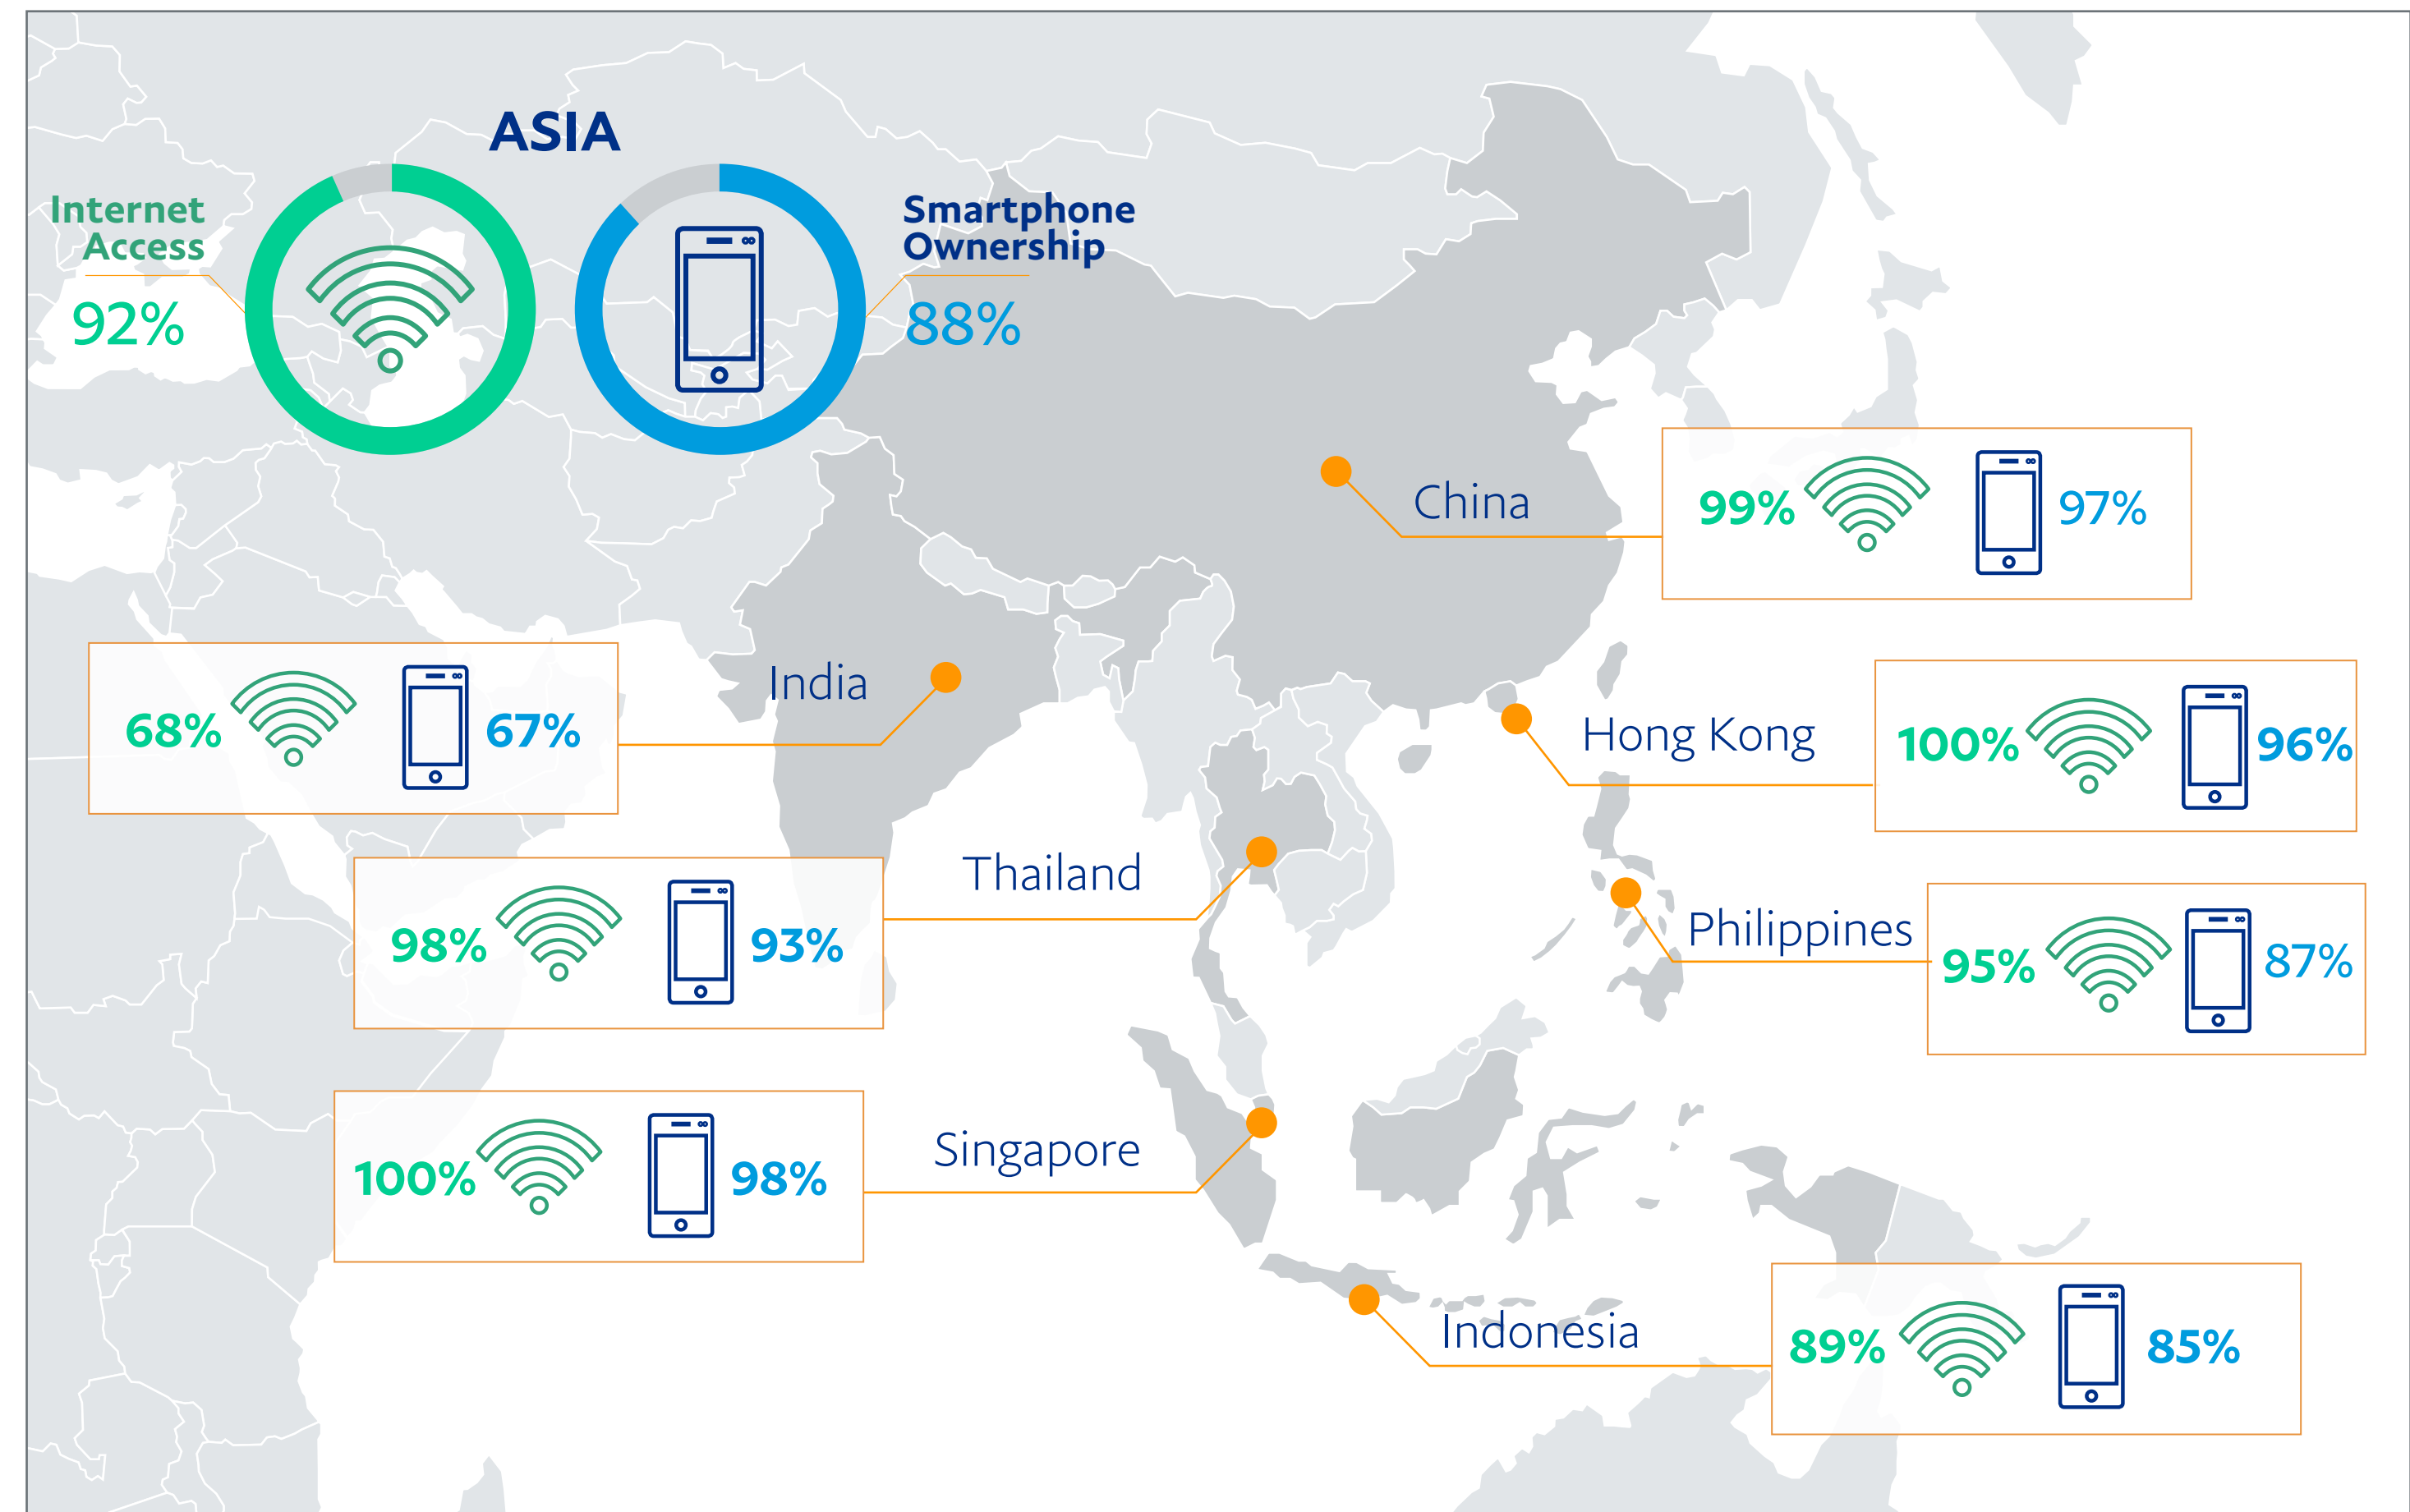 ASIA
Internet
Access
92%
Smartphone
Ownership
88%
China
99%
97%
India
68%
67%
Hong Kong
100%
96%
Thailand
98%
93%
Philippines
95%
87%
Singapore
100%
98%
Indonesia
89%
85%